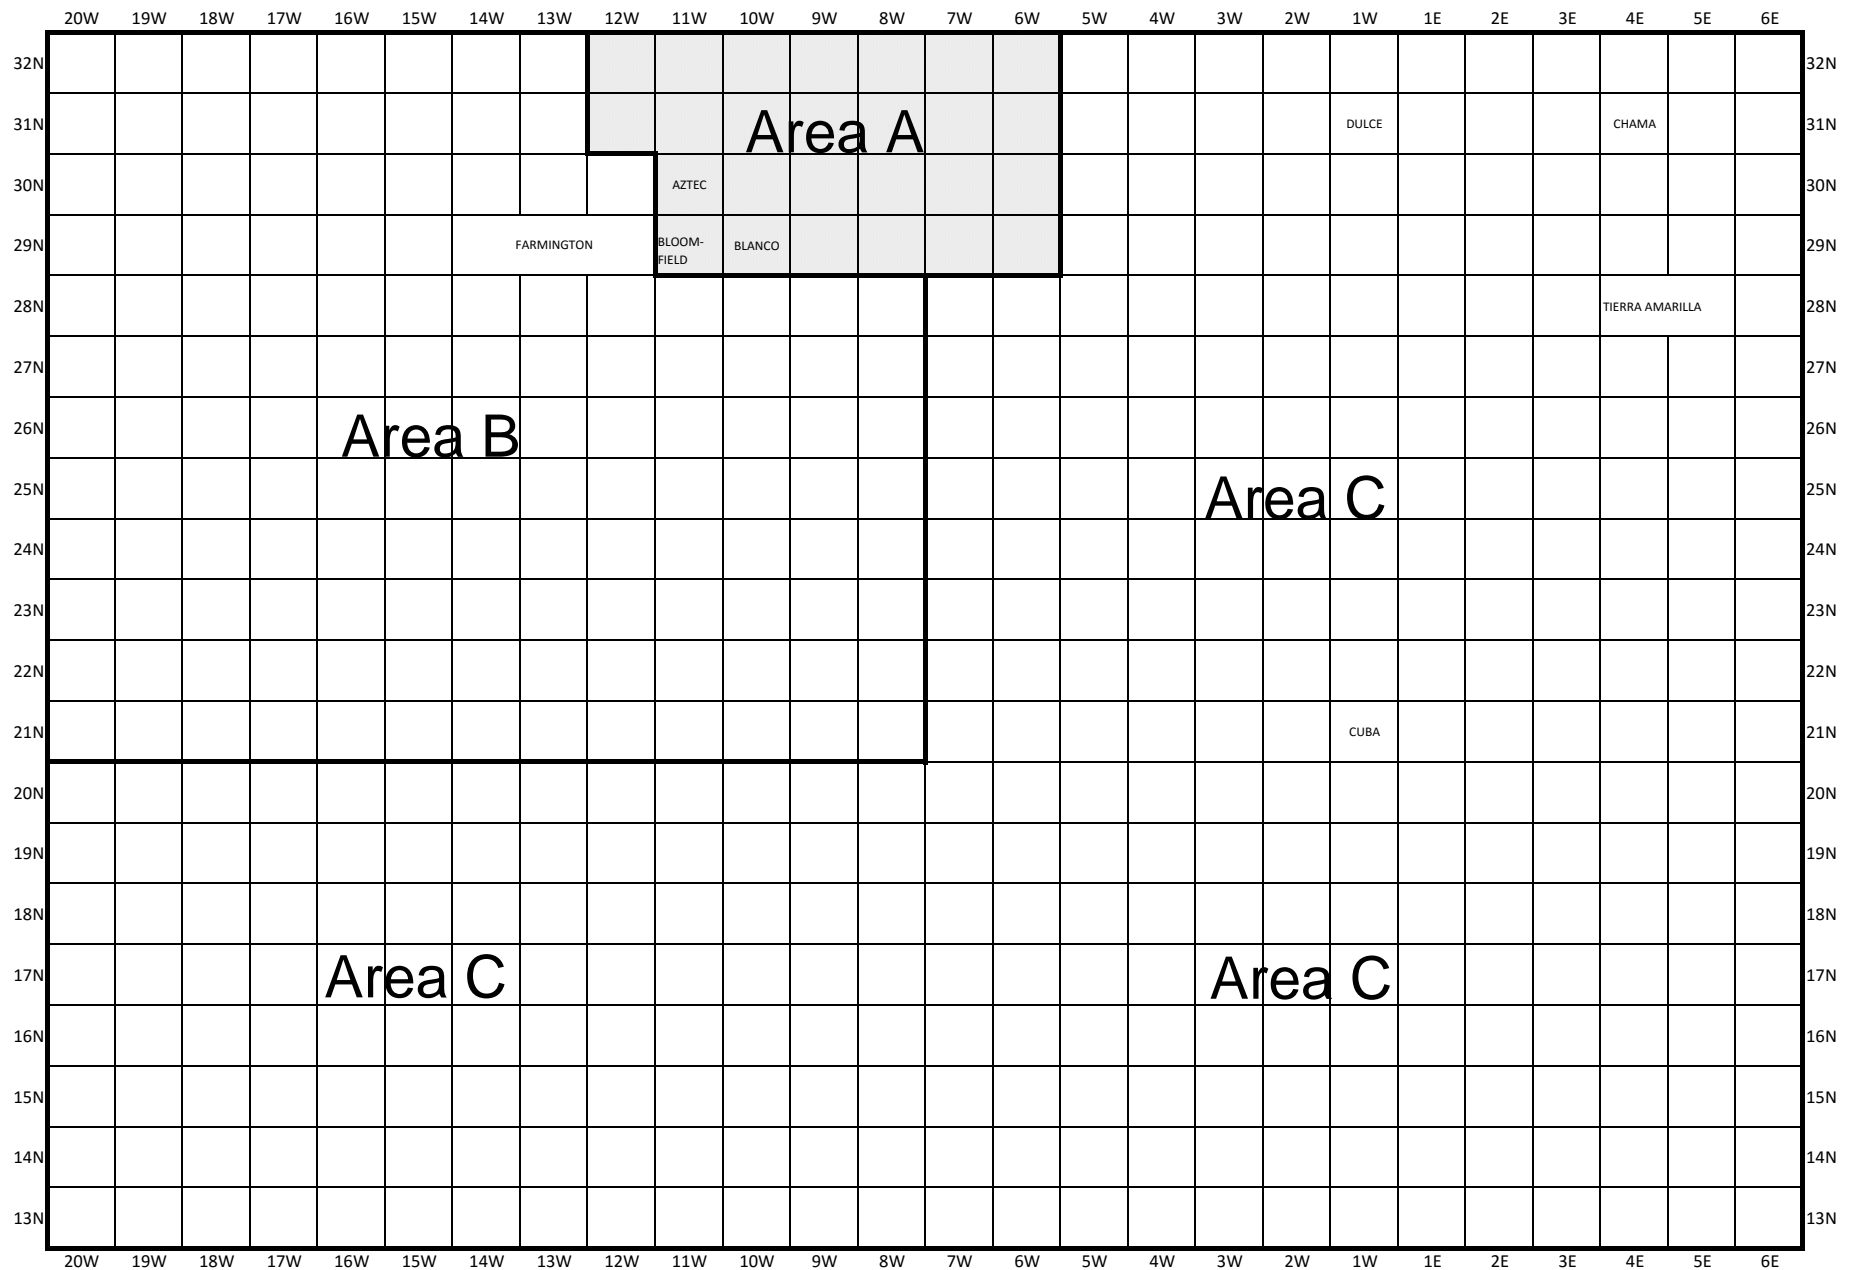 20W 19W 18W 17W 16W 15W 14W 13W 12W 11W 10W 9W 8W 7W 6W 5W 4W 3W 2W 1W 1E 2E 3E 4E 5E 6E
32N 32N
31N Area A DULCE CHAMA 31N
30N AZTEC 30N
29N FARMINGTON BLOOM- BLANCO 29N
FIELD
28N TIERRA AMARILLA 28N
27N 27N
26N Area B 26N
25N Area C 25N
24N 24N
23N 23N
22N 22N
21N CUBA 21N
20N 20N
19N 19N
18N 18N
17N Area C Area C 17N
16N 16N
15N 15N
14N 14N
13N 13N
20W 19W 18W 17W 16W 15W 14W 13W 12W 11W 10W 9W 8W 7W 6W 5W 4W 3W 2W 1W 1E 2E 3E 4E 5E 6E